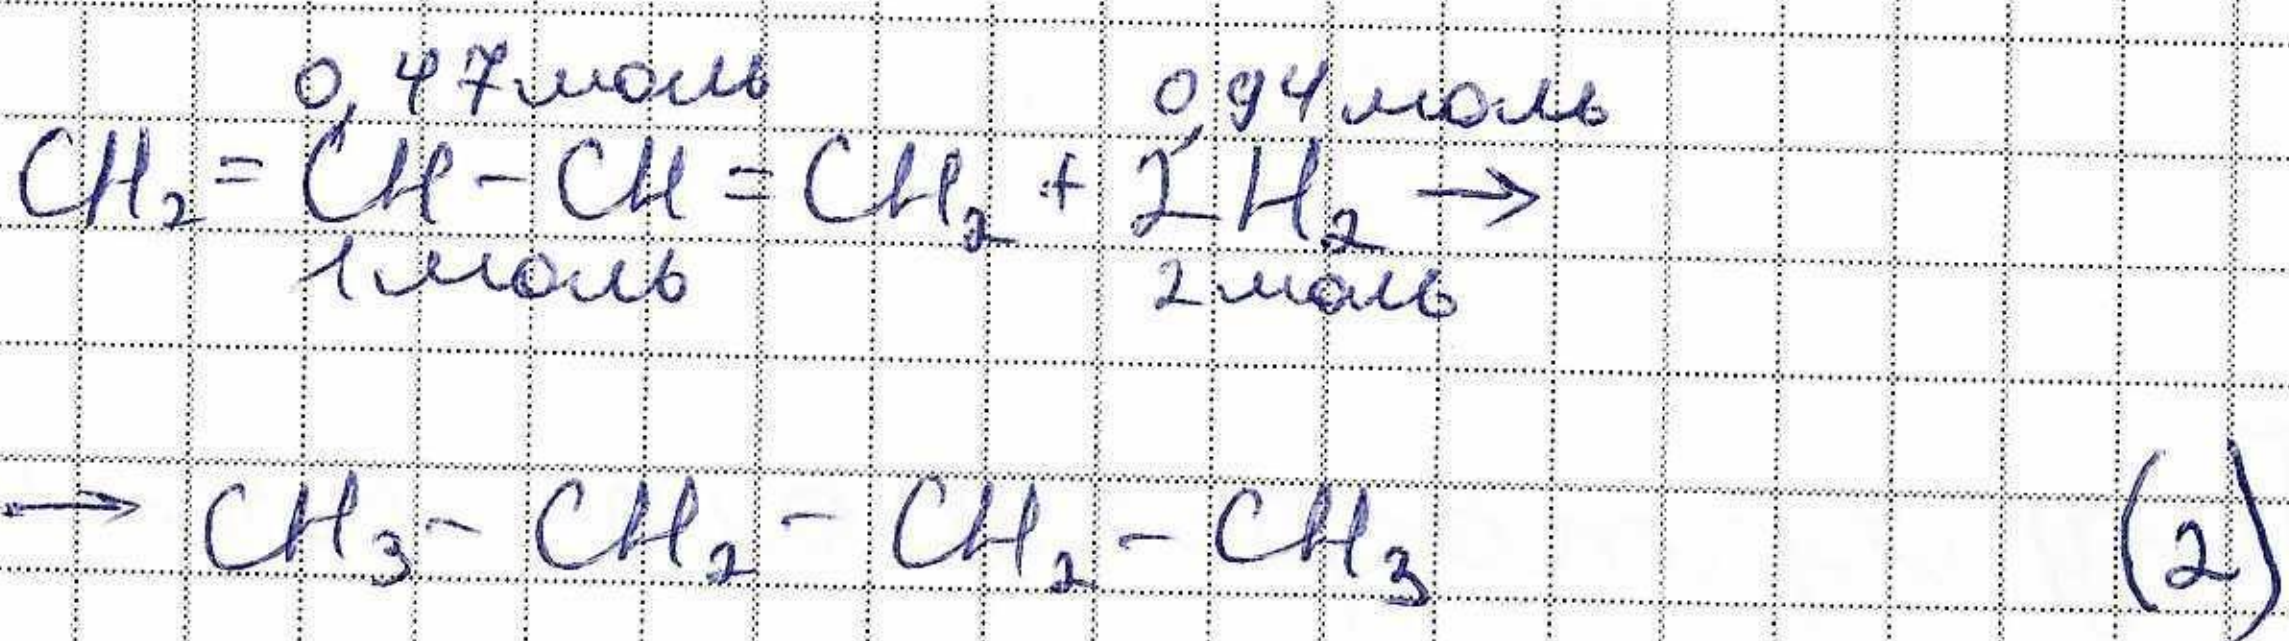 0,47 моль 0,94 моль
CH₂ = CH - CH = CH₂ + 2H₂ →
1 моль 2 моль
→ CH₃ - CH₂ - CH₂ - CH₃ (2)